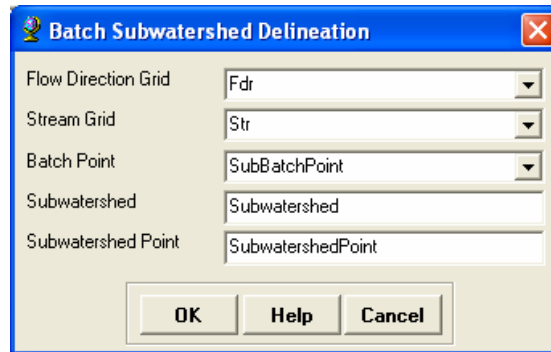 Batch Subwatershed Delineation
Flow Direction Grid Fdr
Stream Grid Str
Batch Point SubBatchPoint
Subwatershed Subwatershed
Subwatershed Point SubwatershedPoint
OK Help Cancel